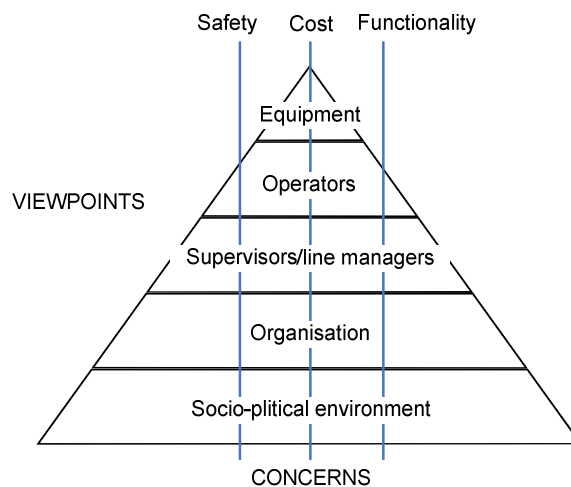 Safety Cost Functionality
Equipment
Operators
VIEWPOINTS
Supervisors/line managers
Organisation
Socio-plitical environment
CONCERNS